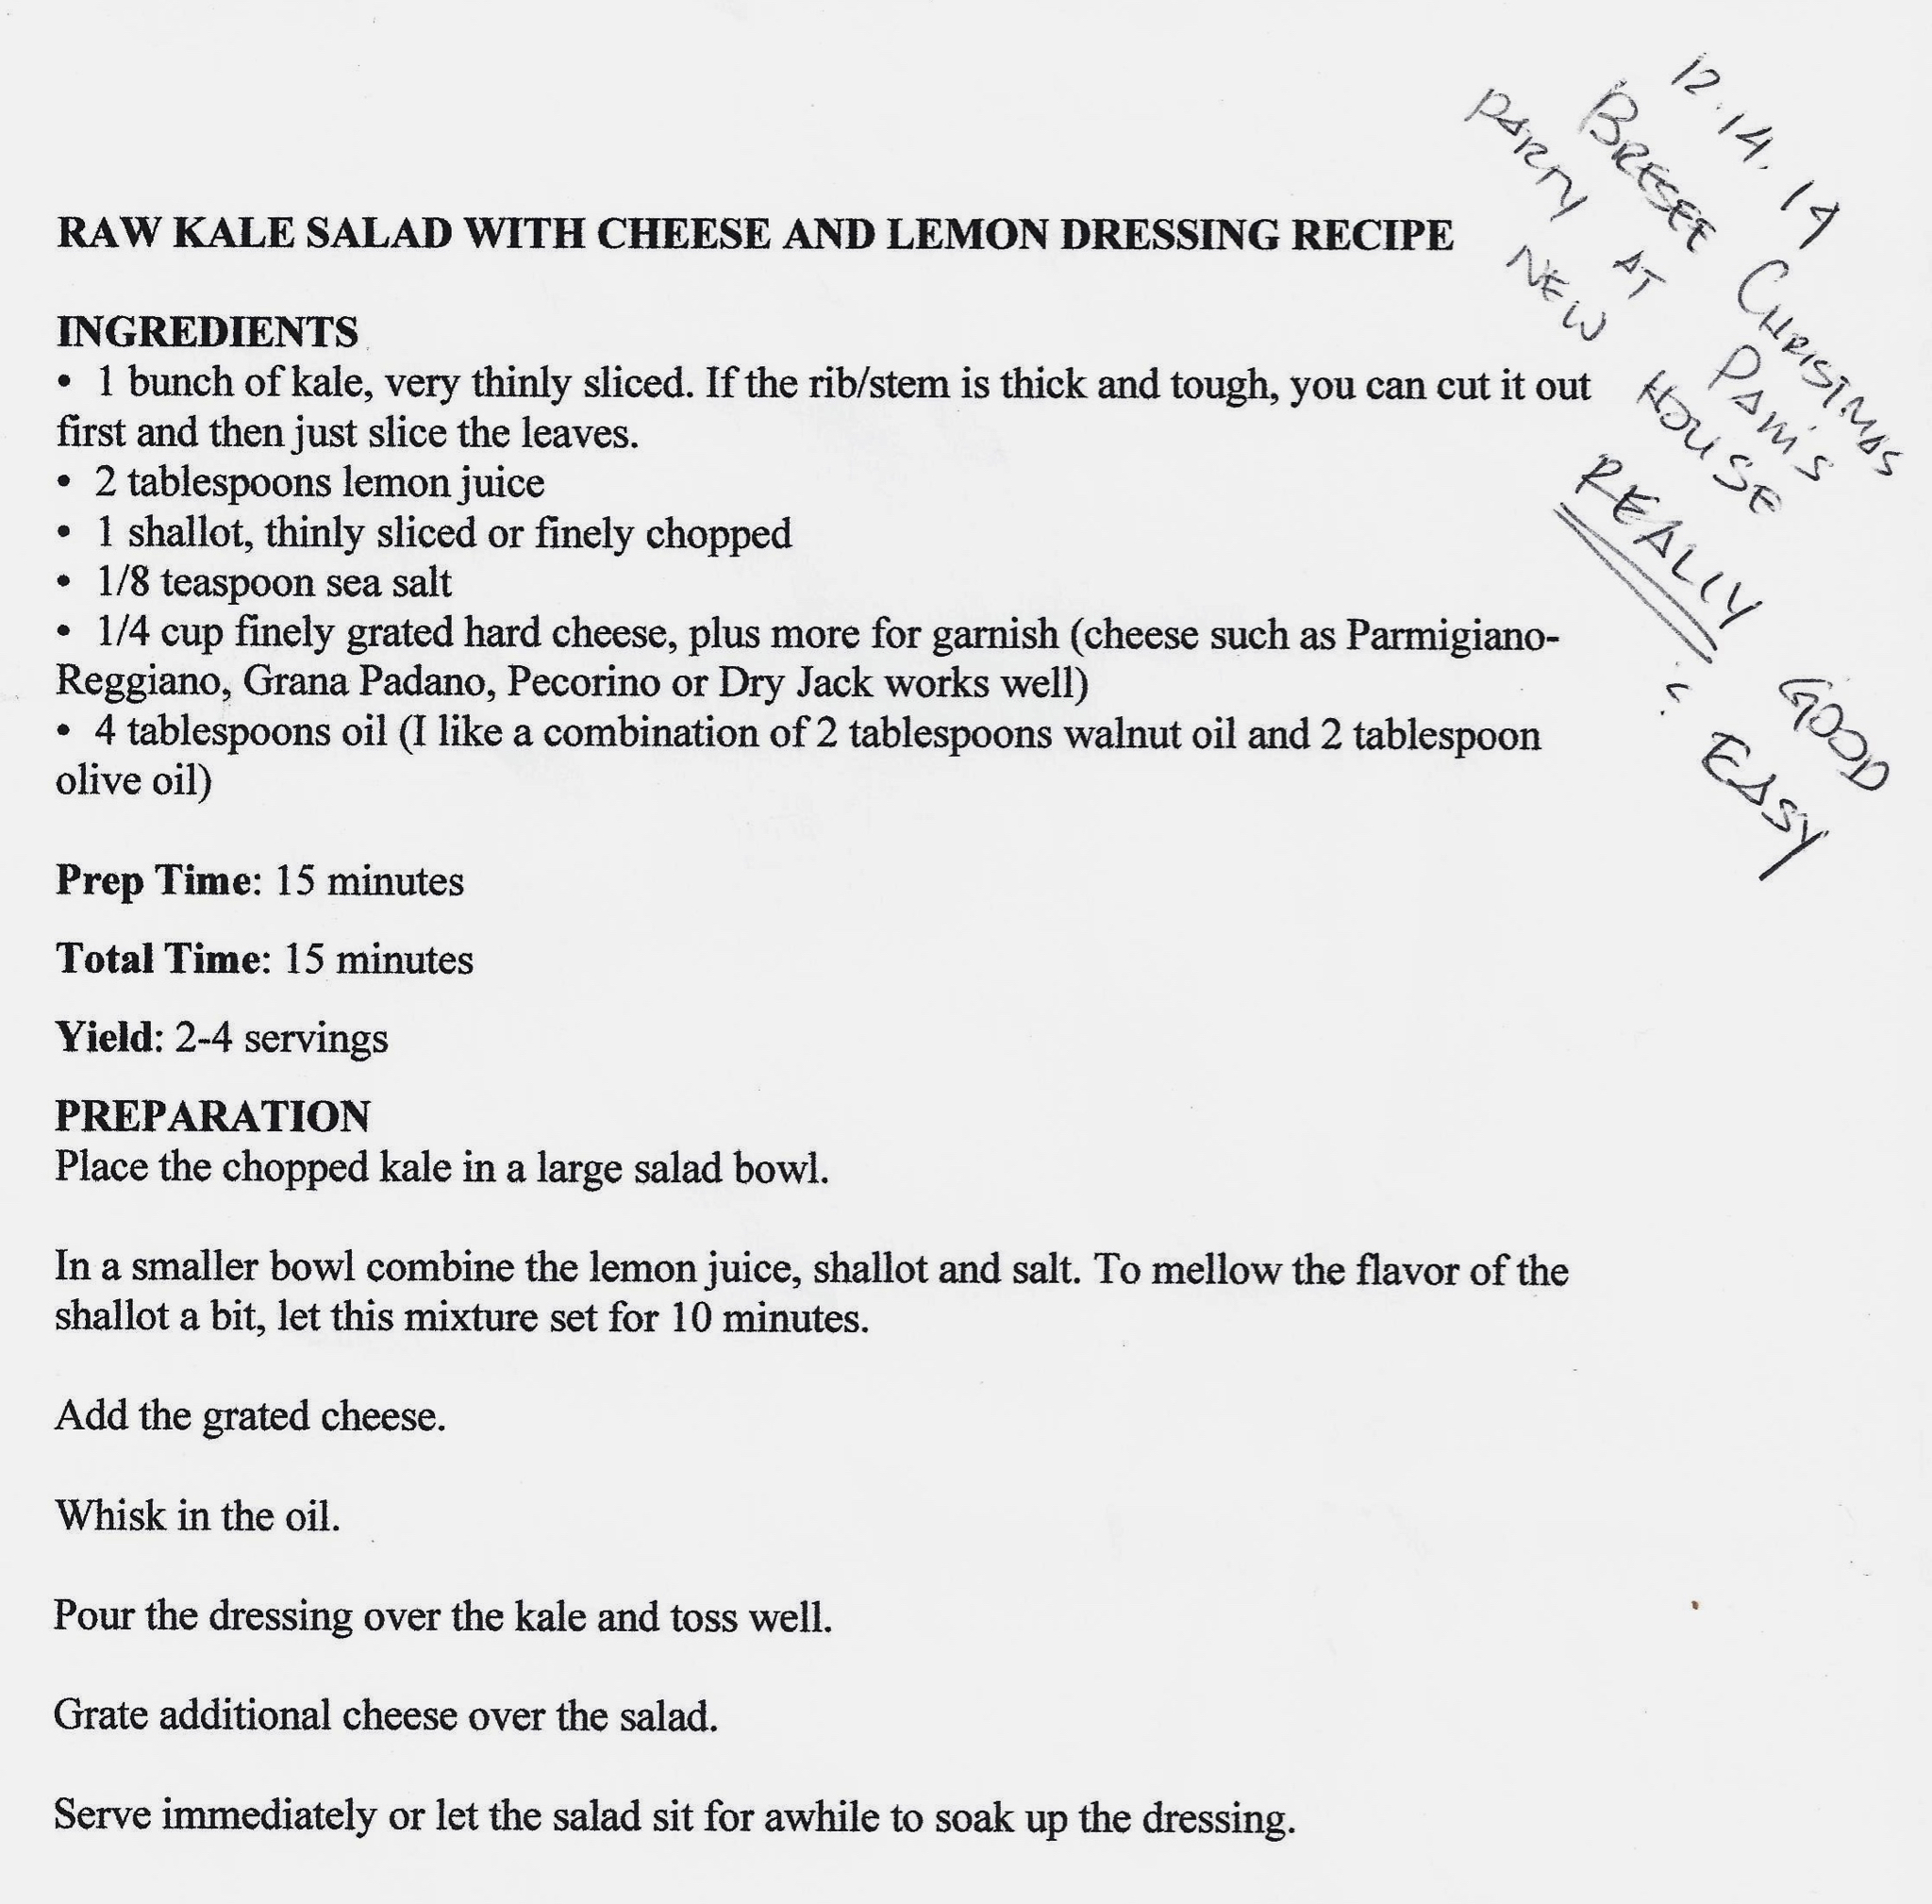 12.14.14
BRESEE CHRISTMAS
PARTY AT PAM'S
NEW HOUSE
REALLY GOOD
& EASY
RAW KALE SALAD WITH CHEESE AND LEMON DRESSING RECIPE
INGREDIENTS
• 1 bunch of kale, very thinly sliced. If the rib/stem is thick and tough, you can cut it out
first and then just slice the leaves.
• 2 tablespoons lemon juice
• 1 shallot, thinly sliced or finely chopped
• 1/8 teaspoon sea salt
• 1/4 cup finely grated hard cheese, plus more for garnish (cheese such as Parmigiano-
Reggiano, Grana Padano, Pecorino or Dry Jack works well)
• 4 tablespoons oil (I like a combination of 2 tablespoons walnut oil and 2 tablespoon
olive oil)
Prep Time: 15 minutes
Total Time: 15 minutes
Yield: 2-4 servings
PREPARATION
Place the chopped kale in a large salad bowl.
In a smaller bowl combine the lemon juice, shallot and salt. To mellow the flavor of the
shallot a bit, let this mixture set for 10 minutes.
Add the grated cheese.
Whisk in the oil.
Pour the dressing over the kale and toss well.
Grate additional cheese over the salad.
Serve immediately or let the salad sit for awhile to soak up the dressing.